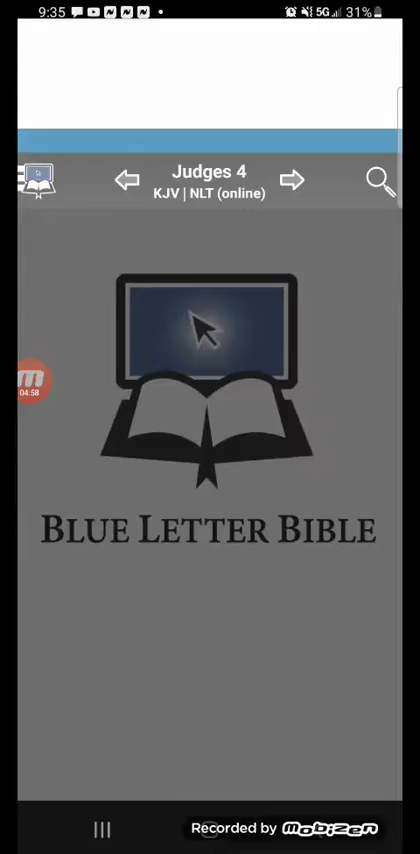 9:35 5G 31%
Judges 4
KJV | NLT (online)
04:58
BLUE LETTER BIBLE
Recorded by MOBIZEN